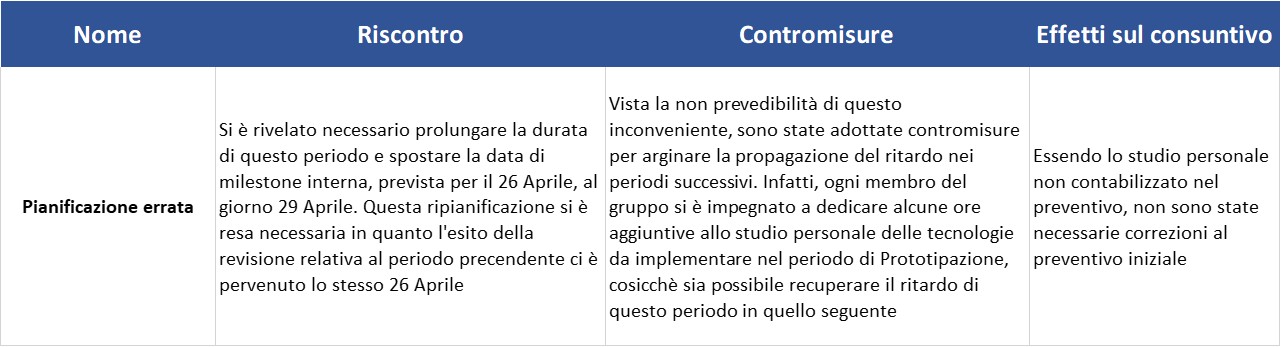 Nome
Riscontro
Contromisure
Effetti sul consuntivo
Pianificazione errata
Si è rivelato necessario prolungare la durata
di questo periodo e spostare la data di
milestone interna, prevista per il 26 Aprile, al
giorno 29 Aprile. Questa ripianificazione si è
resa necessaria in quanto l'esito della
revisione relativa al periodo precendente ci è
pervenuto lo stesso 26 Aprile
Vista la non prevedibilità di questo
inconveniente, sono state adottate contromisure
per arginare la propagazione del ritardo nei
periodi successivi. Infatti, ogni membro del
gruppo si è impegnato a dedicare alcune ore
aggiuntive allo studio personale delle tecnologie
da implementare nel periodo di Prototipazione,
cosicchè sia possibile recuperare il ritardo di
questo periodo in quello seguente
Essendo lo studio personale
non contabilizzato nel
preventivo, non sono state
necessarie correzioni al
preventivo iniziale